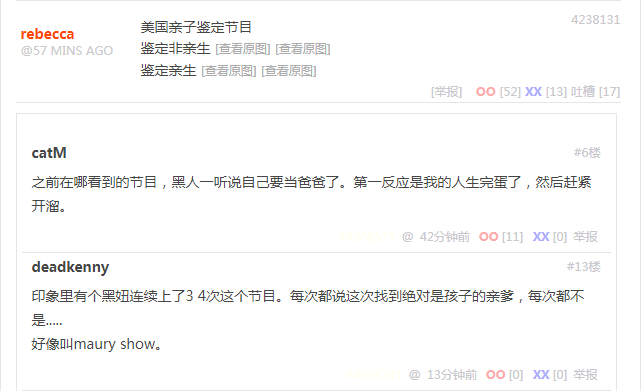 rebecca
@57 MINS AGO
4238131
美国亲子鉴定节目
鉴定非亲生 [查看原图] [查看原图]
鉴定亲生 [查看原图] [查看原图]
[举报] OO [52] XX [13] 吐槽 [17]
catM #6楼
之前在哪看到的节目，黑人一听说自己要当爸爸了。第一反应是我的人生完蛋了，然后赶紧
开溜。
@ 42分钟前 OO [11] XX [0] 举报
deadkenny #13楼
印象里有个黑妞连续上了3 4次这个节目。每次都说这次找到绝对是孩子的亲爹，每次都不
是.....
好像叫maury show。
@ 13分钟前 OO [0] XX [0] 举报